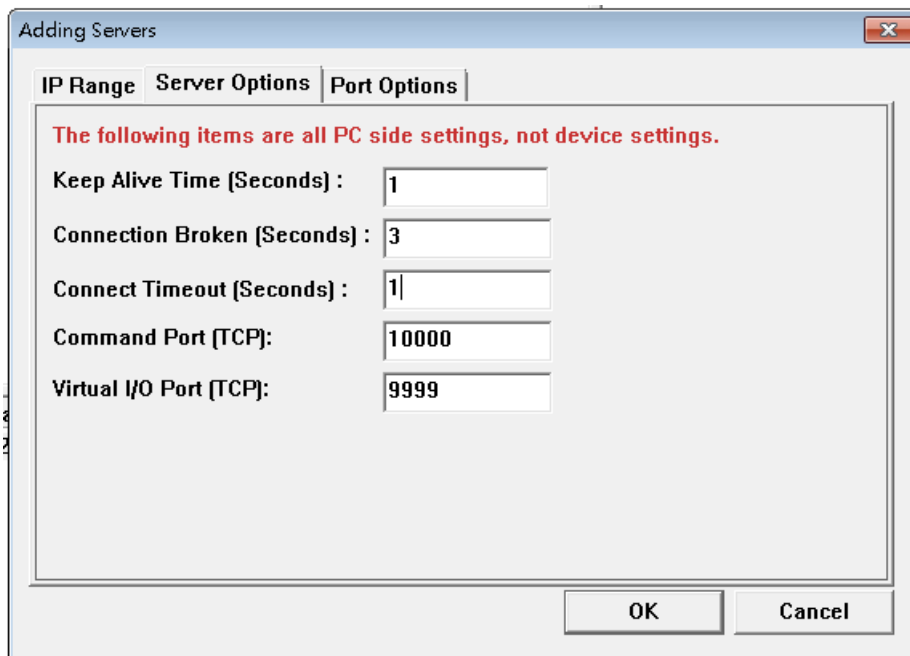 Adding Servers
IP Range Server Options Port Options
The following items are all PC side settings, not device settings.
Keep Alive Time (Seconds) : 1
Connection Broken (Seconds) : 3
Connect Timeout (Seconds) : 1
Command Port (TCP): 10000
Virtual I/O Port (TCP): 9999
OK Cancel